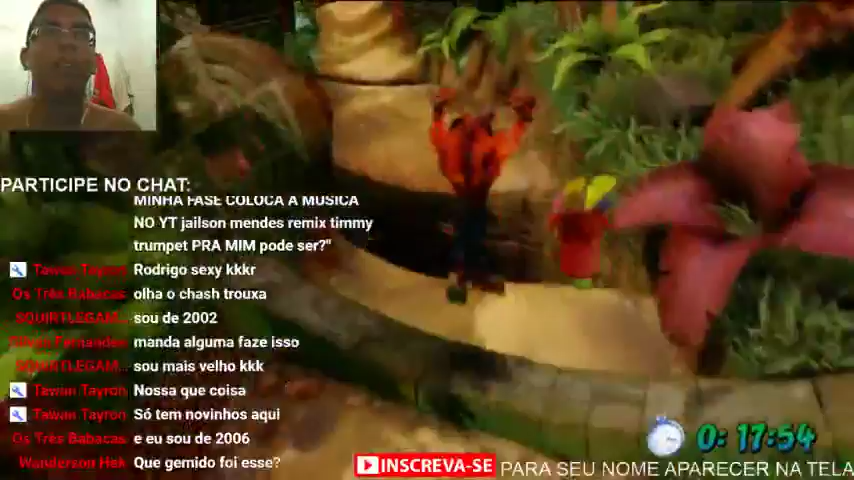 PARTICIPE NO CHAT:
MINHA FASE COLOCA A MUSICA
NO YT jailson mendes remix timmy
trumpet PRA MIM pode ser?"
Tawan Tayron Rodrigo sexy kkkr
Os Três Babacas olha o chash trouxa
SQUIRTLEGAM... sou de 2002
Fernandes manda alguma faze isso
SQUIRTLEGAM... sou mais velho kkk
Tawan Tayron Nossa que coisa
Tawan Tayron Só tem novinhos aqui
Os Três Babacas e eu sou de 2006
Wanderson Hek Que gemido foi esse?
0: 17:54
INSCREVA-SE PARA SEU NOME APARECER NA TELA